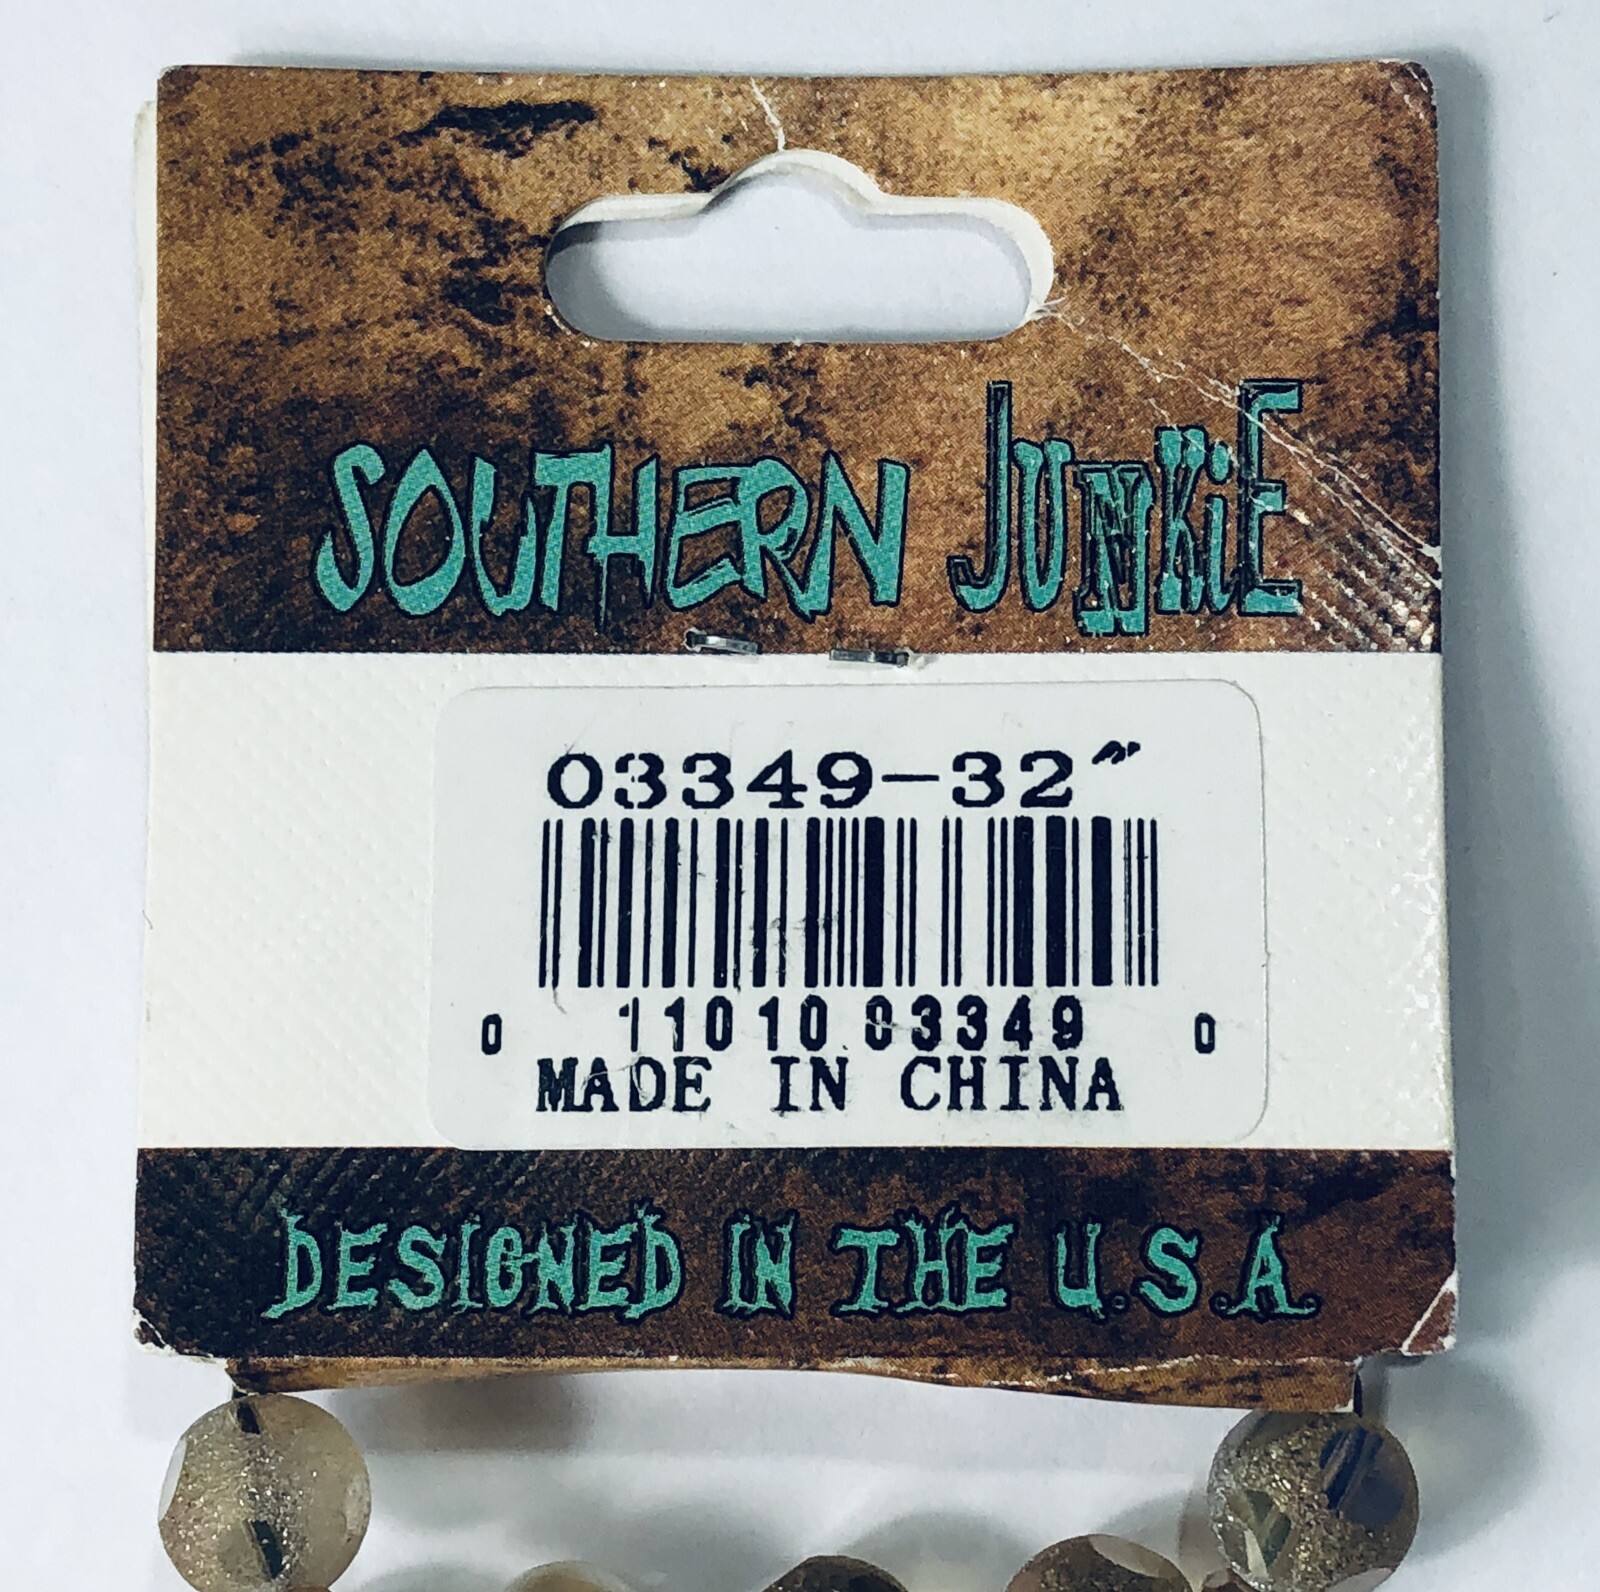 SOUTHERN JUNKiE
03349-32"
0 11010 03349 0
MADE IN CHINA
DESIGNED IN THE U.S.A.